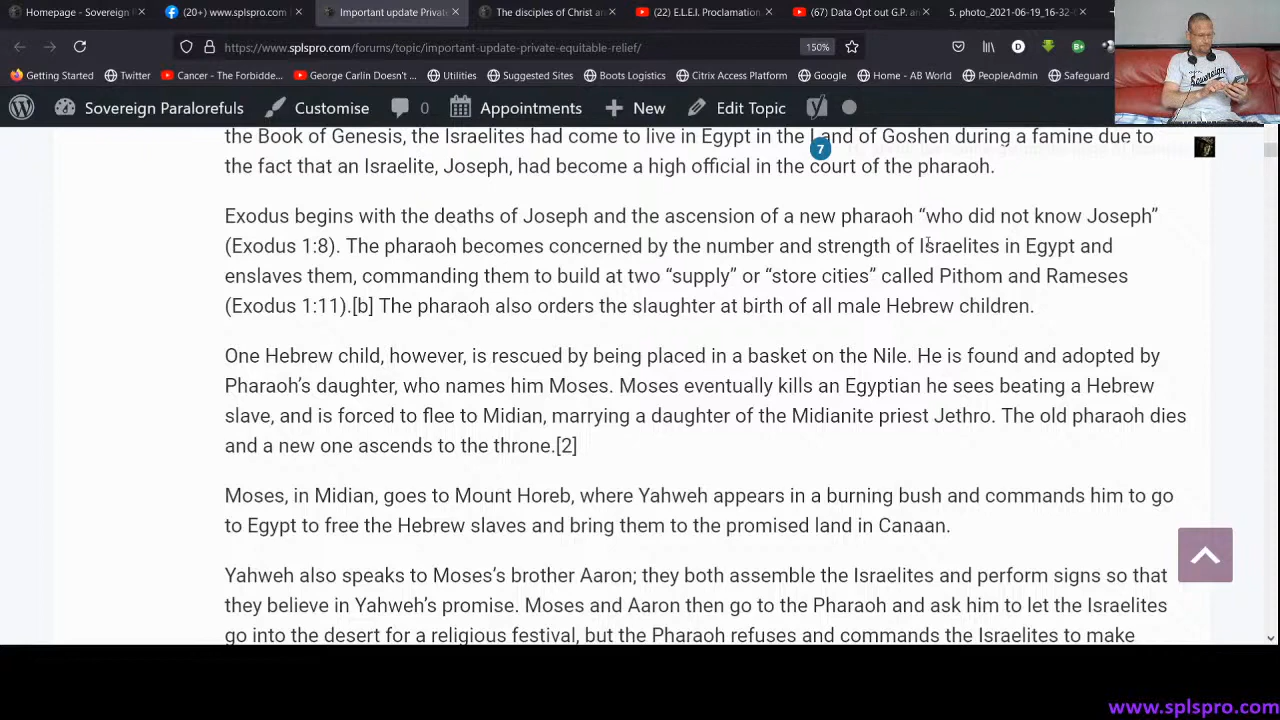 Homepage - Sovereign P
(20+) www.splspro.com
Important update Private
The disciples of Christ an
(22) E.L.E.I. Proclamation
(67) Data Opt out G.P. an
5. photo_2021-06-19_16-32-0
https://www.splspro.com/forums/topic/important-update-private-equitable-relief/
150%
Getting Started
Twitter
Cancer - The Forbidde...
George Carlin Doesn't...
Utilities
Suggested Sites
Boots Logistics
Citrix Access Platform
Google
Home - AB World
PeopleAdmin
Safeguard
Sovereign
Sovereign Paralorefuls
Customise
0
Appointments
New
Edit Topic
the Book of Genesis, the Israelites had come to live in Egypt in the Land of Goshen during a famine due to
7
the fact that an Israelite, Joseph, had become a high official in the court of the pharaoh.
Exodus begins with the deaths of Joseph and the ascension of a new pharaoh “who did not know Joseph”
(Exodus 1:8). The pharaoh becomes concerned by the number and strength of Israelites in Egypt and
enslaves them, commanding them to build at two “supply” or “store cities” called Pithom and Rameses
(Exodus 1:11).[b] The pharaoh also orders the slaughter at birth of all male Hebrew children.
One Hebrew child, however, is rescued by being placed in a basket on the Nile. He is found and adopted by
Pharaoh’s daughter, who names him Moses. Moses eventually kills an Egyptian he sees beating a Hebrew
slave, and is forced to flee to Midian, marrying a daughter of the Midianite priest Jethro. The old pharaoh dies
and a new one ascends to the throne.[2]
Moses, in Midian, goes to Mount Horeb, where Yahweh appears in a burning bush and commands him to go
to Egypt to free the Hebrew slaves and bring them to the promised land in Canaan.
Yahweh also speaks to Moses’s brother Aaron; they both assemble the Israelites and perform signs so that
they believe in Yahweh’s promise. Moses and Aaron then go to the Pharaoh and ask him to let the Israelites
go into the desert for a religious festival, but the Pharaoh refuses and commands the Israelites to make
www.splspro.com